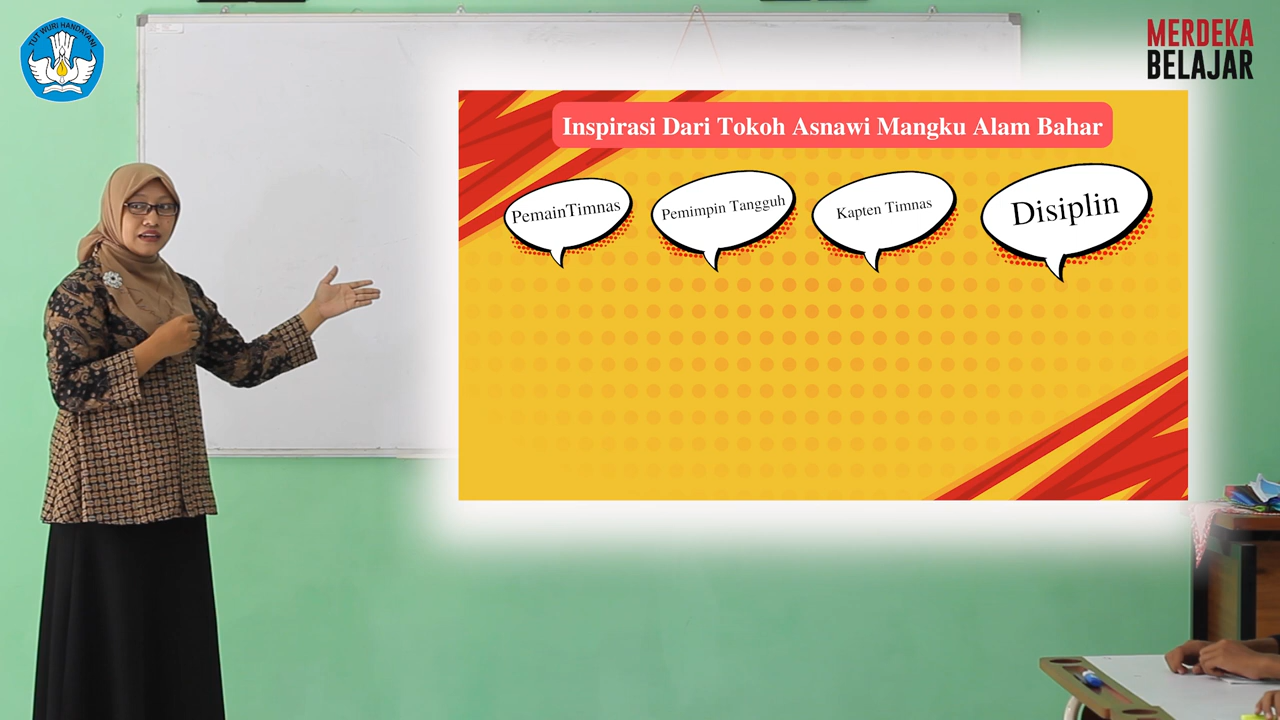 TUT WURI HANDAYANI
MERDEKA
BELAJAR
Inspirasi Dari Tokoh Asnawi Mangku Alam Bahar
PemainTimnas
Pemimpin Tangguh
Kapten Timnas
Disiplin